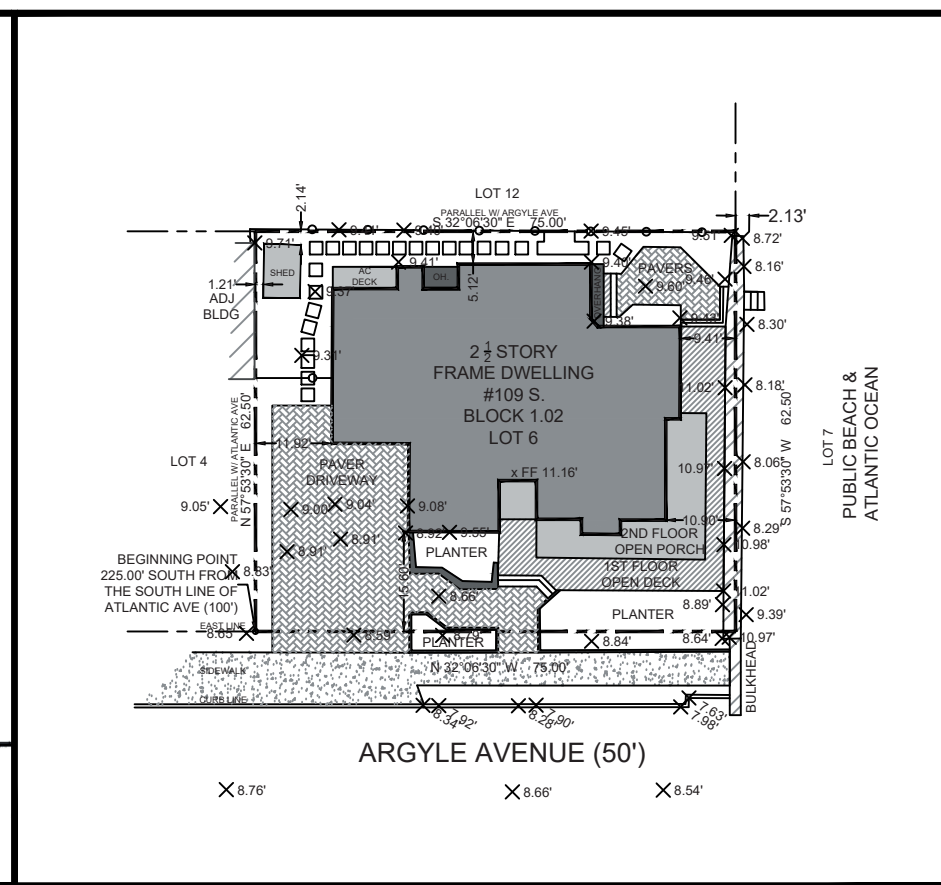 LOT 12
PARALLEL W/ ARGYLE AVE
S 32°06'30" E 75.00'
2.14'
2.13'
9.45'
8.72'
9.71'
SHED
AC
DECK
OH.
9.41'
9.40'
PAVERS
9.46'
8.16'
1.21'
ADJ
BLDG
9.37'
5.12'
OVERHANG
9.60'
9.38'
8.30'
9.41'
9.31'
2 1/2 STORY
FRAME DWELLING
#109 S.
BLOCK 1.02
LOT 6
8.18'
LOT 4
PARALLEL W/ ATLANTIC AVE
N 57°53'30" E 62.50'
11.92'
PAVER
DRIVEWAY
x FF 11.16'
10.97'
8.06'
S 57°53'30" W 62.50'
LOT 7
PUBLIC BEACH &
ATLANTIC OCEAN
9.05'
9.00'
9.04'
9.08'
8.91'
8.92'
9.55'
10.90'
8.29'
8.91'
PLANTER
2ND FLOOR
OPEN PORCH
10.98'
BEGINNING POINT
225.00' SOUTH FROM
THE SOUTH LINE OF
ATLANTIC AVE (100')
8.83'
15.60'
8.66'
1ST FLOOR
OPEN DECK
PLANTER
8.89'
9.39'
EAST LINE
8.65'
8.59'
PLANTER
8.84'
8.64'
10.97'
N 32°06'30" W 75.00'
SIDEWALK
BULKHEAD
CURB LINE
8.34'
7.92'
8.28'
7.90'
7.63'
7.98'
ARGYLE AVENUE (50')
8.76'
8.66'
8.54'